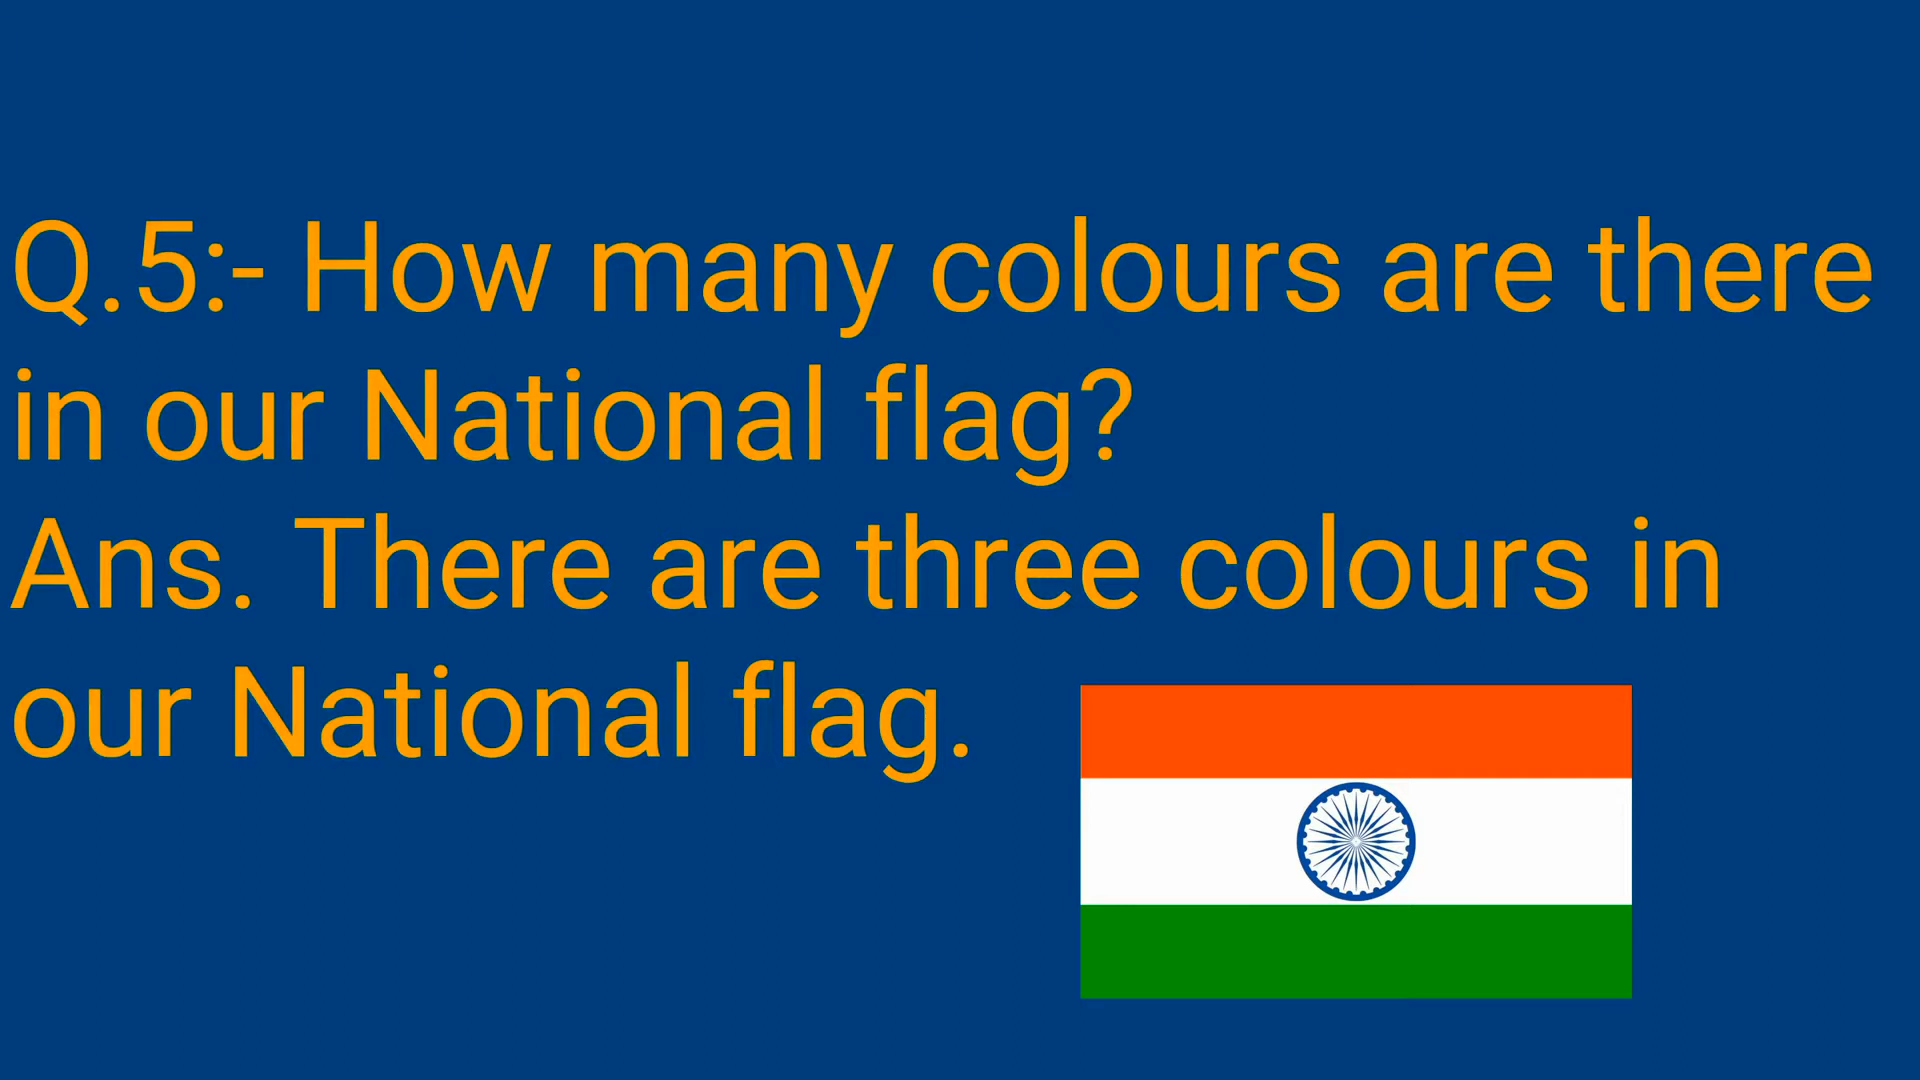 Q.5:- How many colours are there
in our National flag?
Ans. There are three colours in
our National flag.